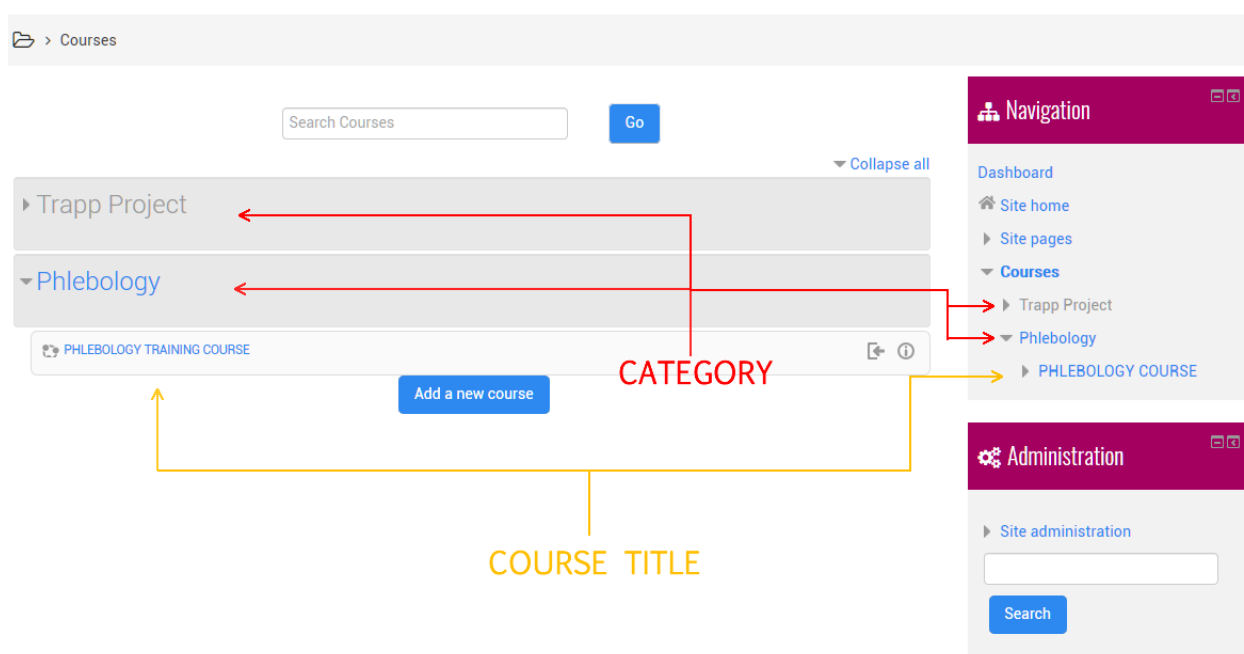 > Courses
Search Courses
Go
Collapse all
Trapp Project
Phlebology
PHLEBOLOGY TRAINING COURSE
Add a new course
CATEGORY
COURSE TITLE
Navigation
Dashboard
Site home
Site pages
Courses
Trapp Project
Phlebology
PHLEBOLOGY COURSE
Administration
Site administration
Search